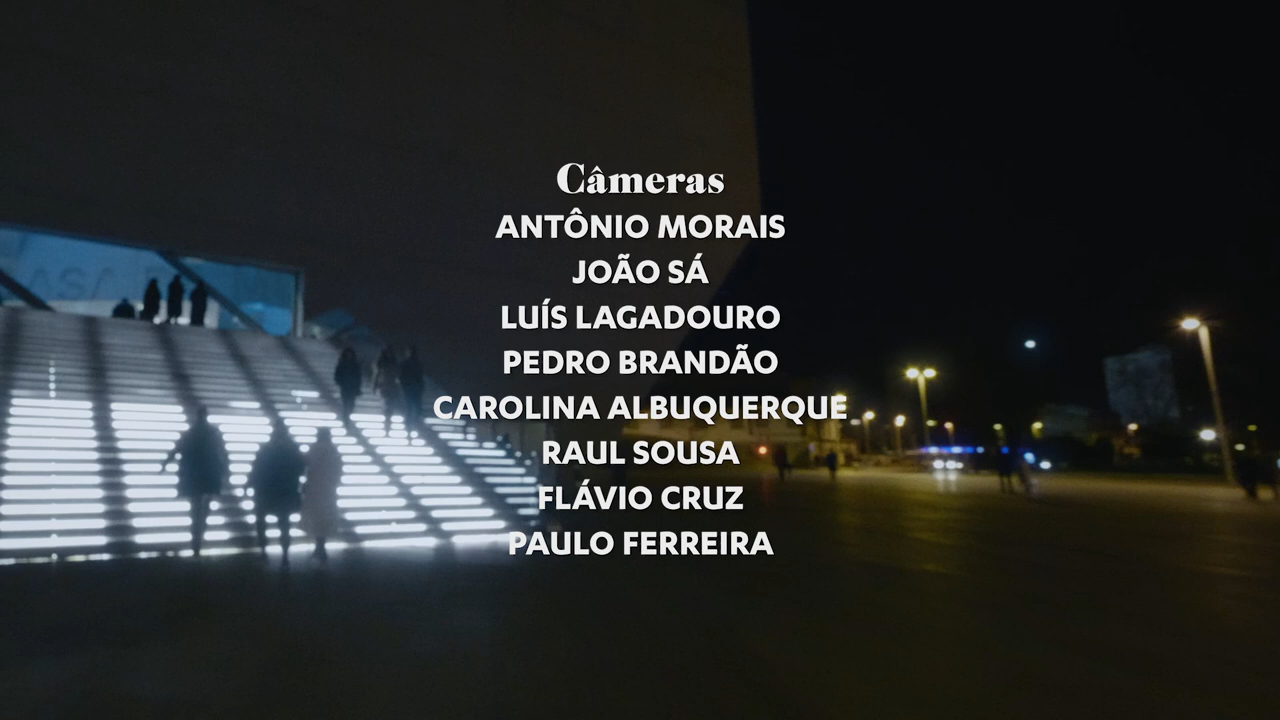 Câmeras
ANTÔNIO MORAIS
JOÃO SÁ
LUÍS LAGADOURO
PEDRO BRANDÃO
CAROLINA ALBUQUERQUE
RAUL SOUSA
FLÁVIO CRUZ
PAULO FERREIRA